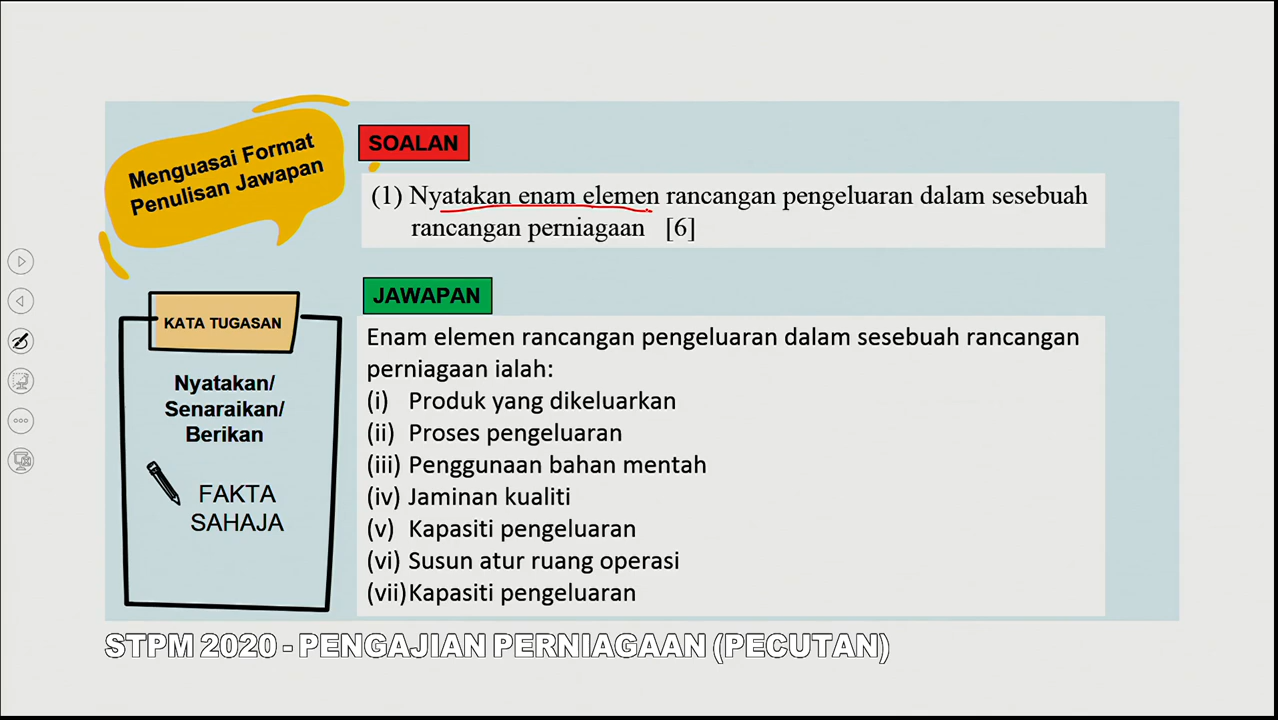 Menguasai Format
Penulisan Jawapan
SOALAN
(1) Nyatakan enam elemen rancangan pengeluaran dalam sesebuah
rancangan perniagaan [6]
KATA TUGASAN
Nyatakan/
Senaraikan/
Berikan
FAKTA
SAHAJA
JAWAPAN
Enam elemen rancangan pengeluaran dalam sesebuah rancangan
perniagaan ialah:
(i) Produk yang dikeluarkan
(ii) Proses pengeluaran
(iii) Penggunaan bahan mentah
(iv) Jaminan kualiti
(v) Kapasiti pengeluaran
(vi) Susun atur ruang operasi
(vii)Kapasiti pengeluaran
STPM 2020 - PENGAJIAN PERNIAGAAN (PECUTAN)